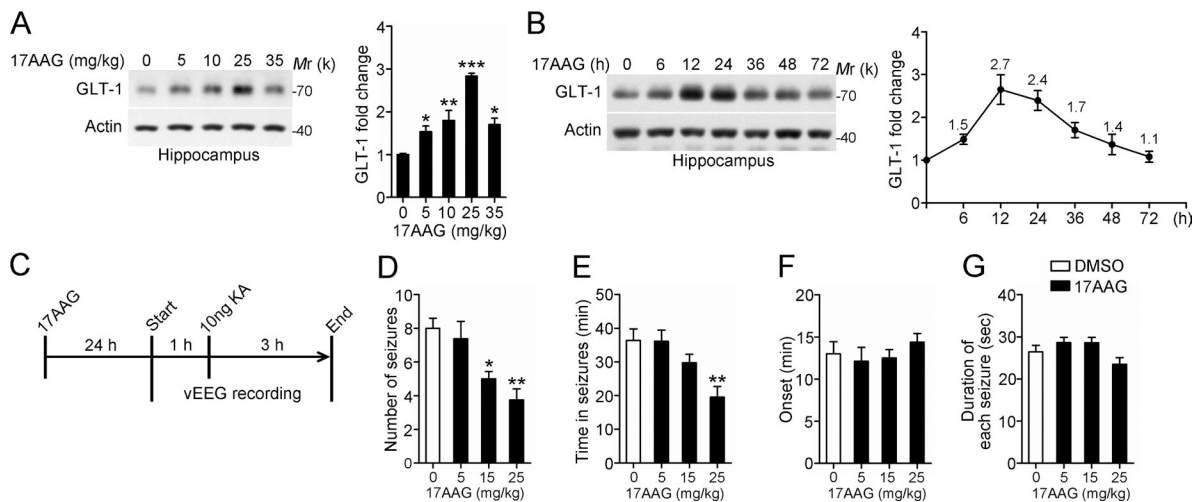 A
17AAG (mg/kg) 0 5 10 25 35
Mr (k)
GLT-1
-70
Actin
-40
Hippocampus
GLT-1 fold change
4
3
2
1
0
***
**
*
*
0 5 10 25 35
17AAG (mg/kg)
B
17AAG (h) 0 6 12 24 36 48 72
Mr (k)
GLT-1
-70
Actin
-40
Hippocampus
GLT-1 fold change
4
3
2
1
0
1.5
2.7
2.4
1.7
1.4
1.1
6 12 24 36 48 72 (h)
C
17AAG
Start
10ng KA
End
24 h
1 h
3 h
vEEG recording
D
Number of seizures
10
8
6
4
2
0
*
**
0 5 15 25
17AAG (mg/kg)
E
Time in seizures (min)
50
40
30
20
10
0
**
0 5 15 25
17AAG (mg/kg)
F
Onset (min)
20
15
10
5
0
0 5 15 25
17AAG (mg/kg)
G
DMSO
17AAG
Duration of
each seizure (sec)
40
30
20
10
0
0 5 15 25
17AAG (mg/kg)